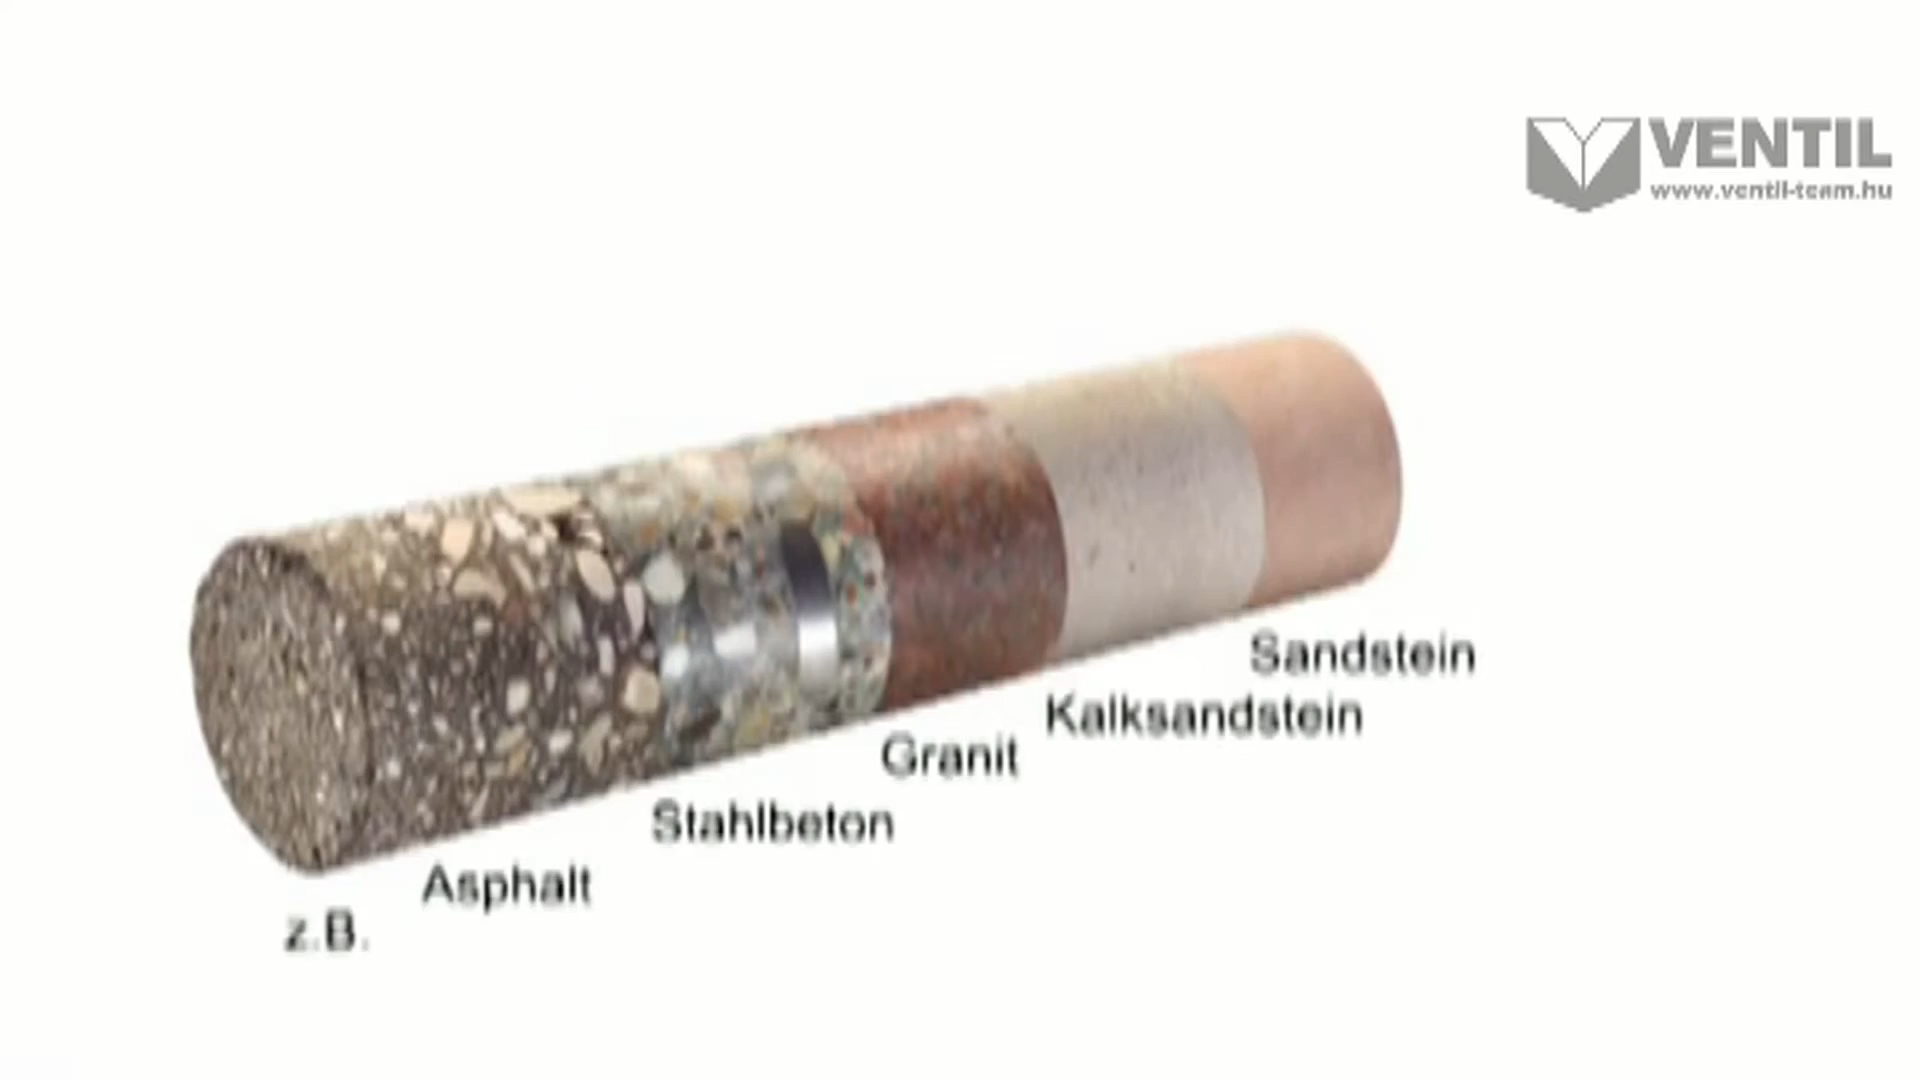 VENTIL
www.ventil-team.hu
Sandstein
Kalksandstein
Granit
Stahlbeton
Asphalt
z.B.